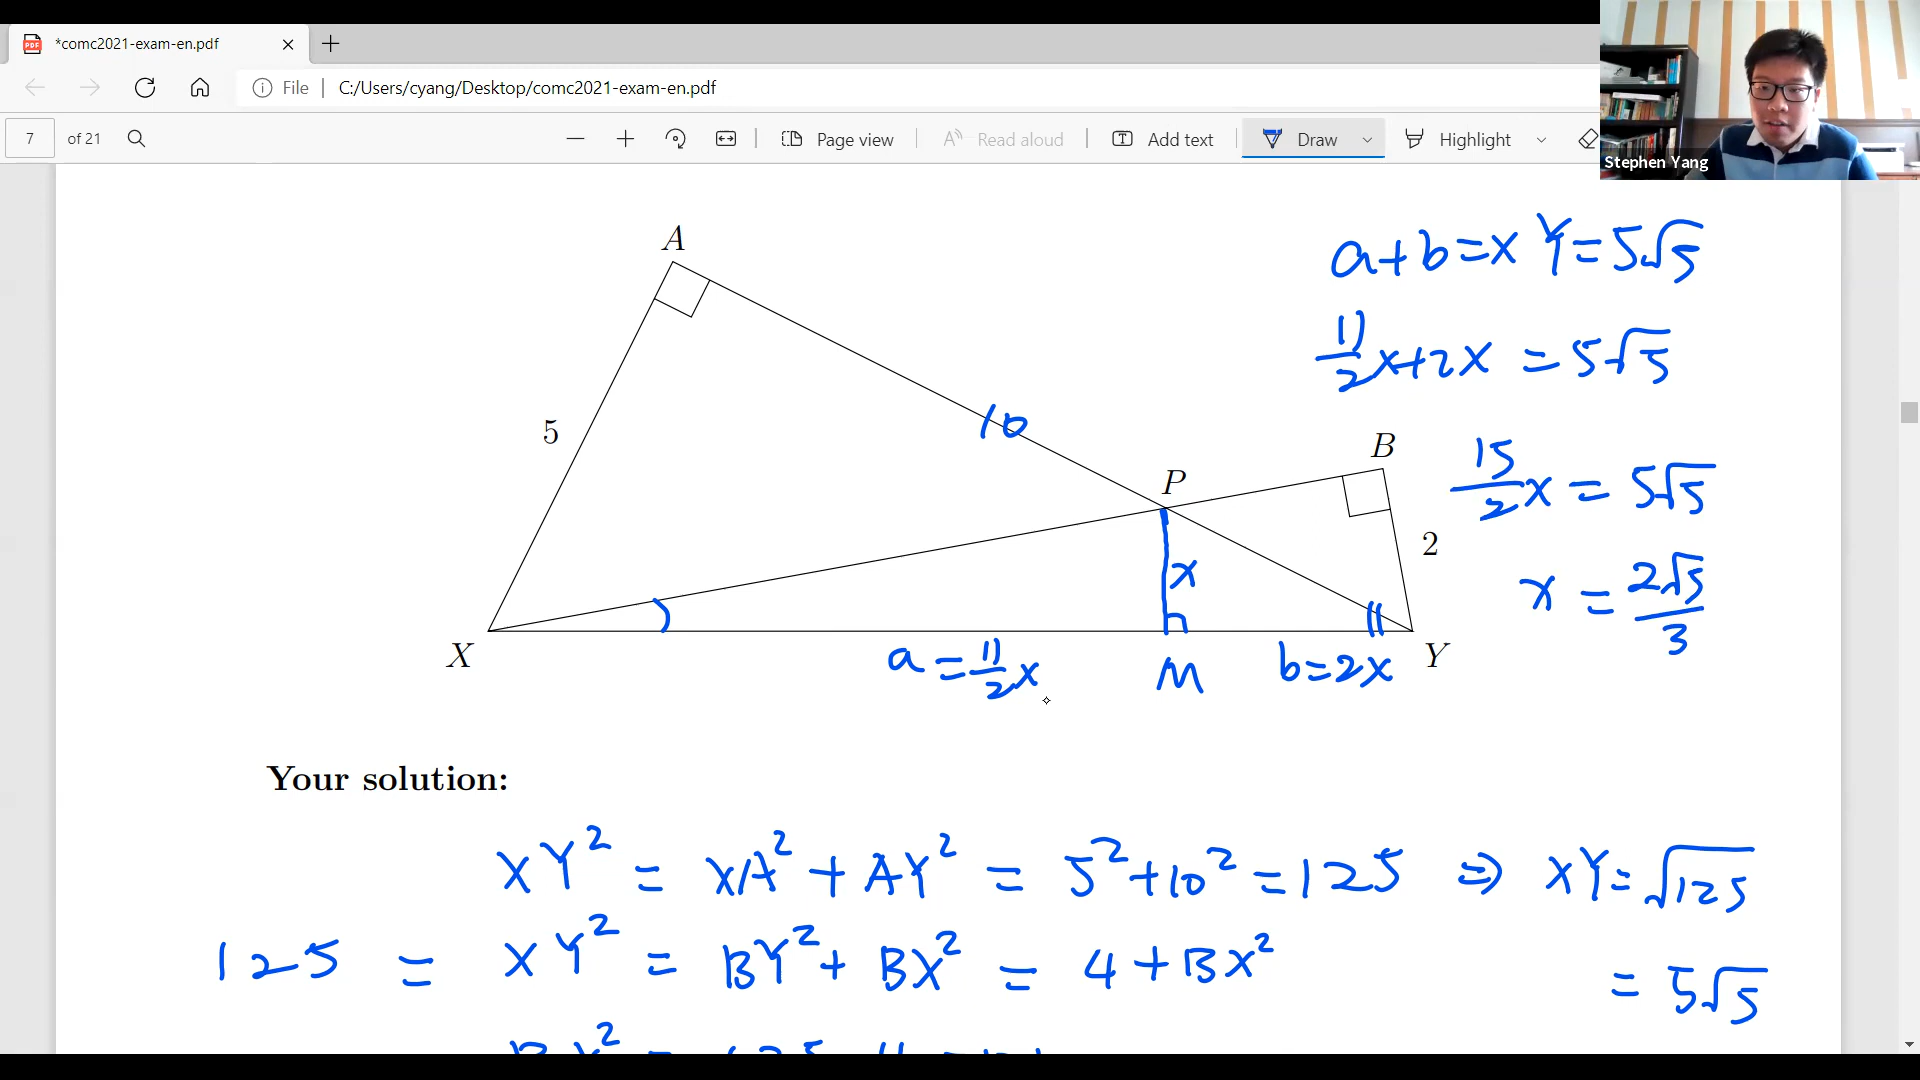 *comc2021-exam-en.pdf
File | C:/Users/cyang/Desktop/comc2021-exam-en.pdf
7 of 21
Page view
Read aloud
Add text
Draw
Highlight
Stephen Yang
A
a+b=XY=5√5
11/2x+2x = 5√5
5
10
B
P
15/2x = 5√5
2
x
x = 2√5/3
X
a=11/2x
M
b=2x
Y
Your solution:
XY² = XA² + AY² = 5²+10² = 125 ⇒ XY=√125
125 = XY² = BY² + BX² = 4 + BX²
= 5√5